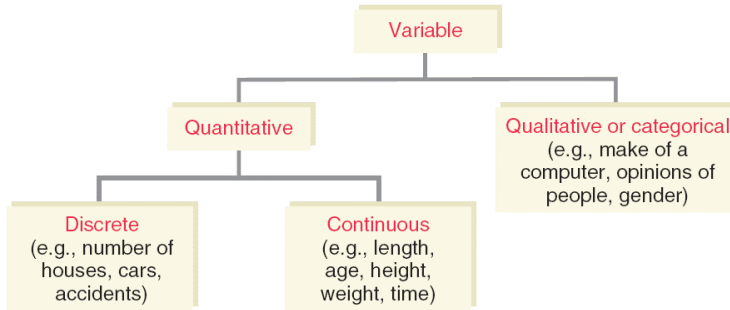 Variable
Quantitative
Qualitative or categorical
(e.g., make of a
computer, opinions of
people, gender)
Discrete
(e.g., number of
houses, cars,
accidents)
Continuous
(e.g., length,
age, height,
weight, time)